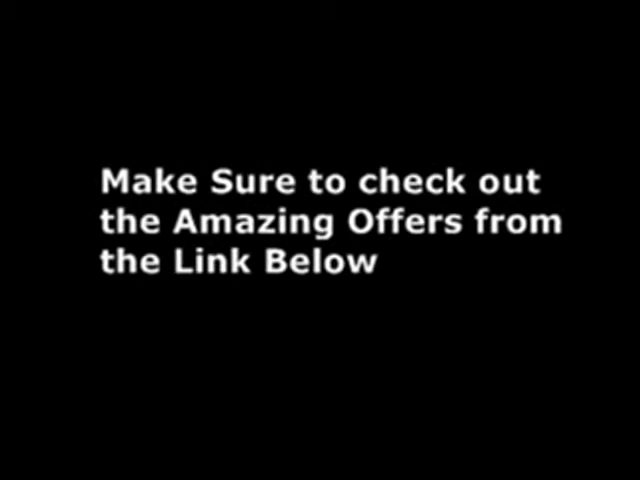 Make Sure to check out
the Amazing Offers from
the Link Below